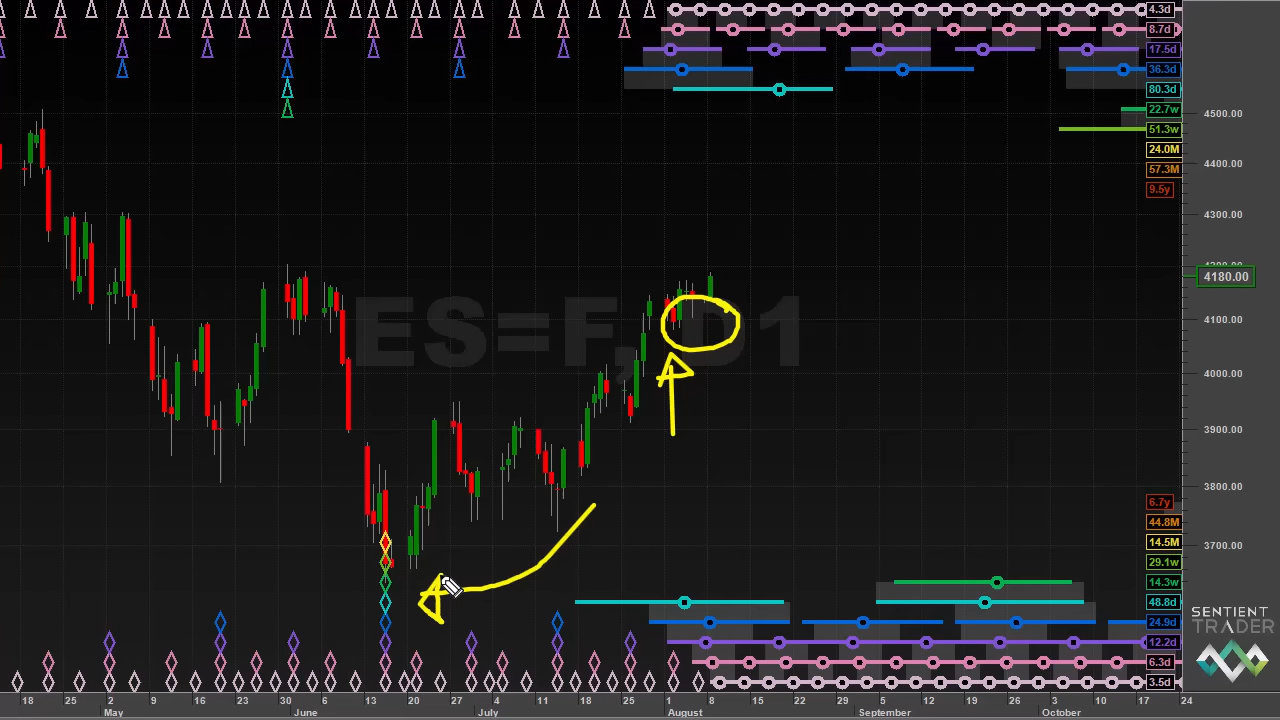 4.3d
8.7d
17.5d
36.3d
80.3d
22.7w
51.3w
24.0M
57.3M
9.5y
4500.00
4400.00
4300.00
4200.00
4180.00
4100.00
4000.00
3900.00
3800.00
3700.00
ES=F, D1
6.7y
44.8M
14.5M
29.1w
14.3w
48.8d
24.9d
12.2d
6.3d
3.5d
SENTIENT
TRADER
18 25 2 9 16 23 30 6 13 20 27 4 11 18 25 1 8 15 22 29 5 12 19 26 3 10 17 24
May June July August September October